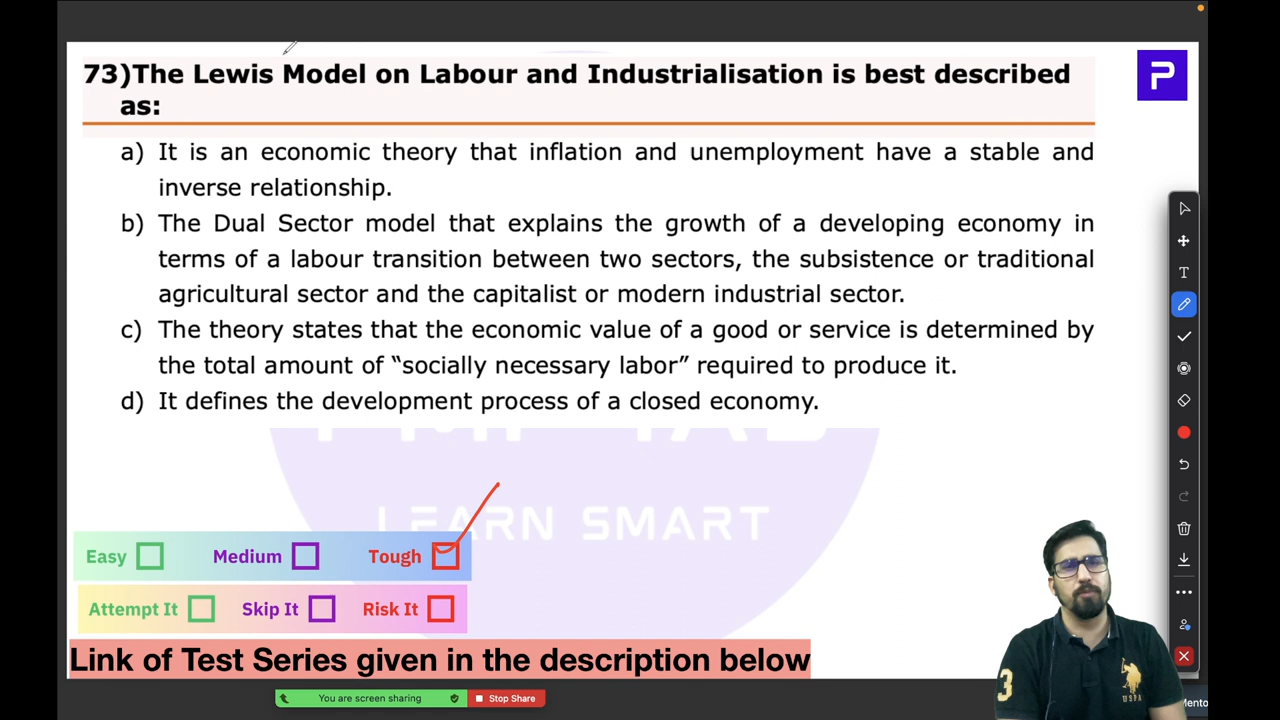 73)The Lewis Model on Labour and Industrialisation is best described
as:
a) It is an economic theory that inflation and unemployment have a stable and
inverse relationship.
b) The Dual Sector model that explains the growth of a developing economy in
terms of a labour transition between two sectors, the subsistence or traditional
agricultural sector and the capitalist or modern industrial sector.
c) The theory states that the economic value of a good or service is determined by
the total amount of “socially necessary labor” required to produce it.
d) It defines the development process of a closed economy.
LEARN SMART
Easy Medium Tough
Attempt It Skip It Risk It
Link of Test Series given in the description below
You are screen sharing Stop Share
P
T
3
USPA